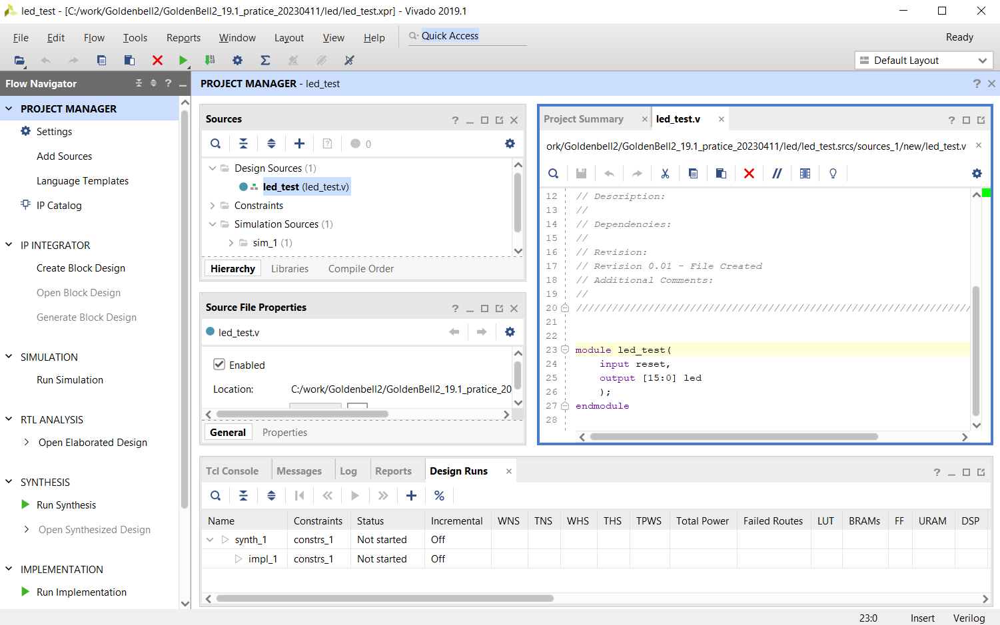 led_test - [C:/work/Goldenbell2/GoldenBell2_19.1_pratice_20230411/led/led_test.xpr] - Vivado 2019.1
File Edit Flow Tools Reports Window Layout View Help Quick Access Ready
Default Layout
Flow Navigator
PROJECT MANAGER
Settings
Add Sources
Language Templates
IP Catalog
IP INTEGRATOR
Create Block Design
Open Block Design
Generate Block Design
SIMULATION
Run Simulation
RTL ANALYSIS
Open Elaborated Design
SYNTHESIS
Run Synthesis
Open Synthesized Design
IMPLEMENTATION
Run Implementation
PROJECT MANAGER - led_test
Sources
0
Design Sources (1)
led_test (led_test.v)
Constraints
Simulation Sources (1)
sim_1 (1)
Hierarchy Libraries Compile Order
Source File Properties
led_test.v
Enabled
Location: C:/work/Goldenbell2/GoldenBell2_19.1_pratice_20
General Properties
Project Summary led_test.v
ork/Goldenbell2/GoldenBell2_19.1_pratice_20230411/led/led_test.srcs/sources_1/new/led_test.v
12 // Description:
13 //
14 // Dependencies:
15 //
16 // Revision:
17 // Revision 0.01 - File Created
18 // Additional Comments:
19 //
20 //////////////////////////////////////////////////////////////////
21
22
23 module led_test(
24 input reset,
25 output [15:0] led
26 );
27 endmodule
28
Tcl Console Messages Log Reports Design Runs
Name Constraints Status Incremental WNS TNS WHS THS TPWS Total Power Failed Routes LUT BRAMs FF URAM DSP
synth_1 constrs_1 Not started Off
impl_1 constrs_1 Not started Off
23:0 Insert Verilog